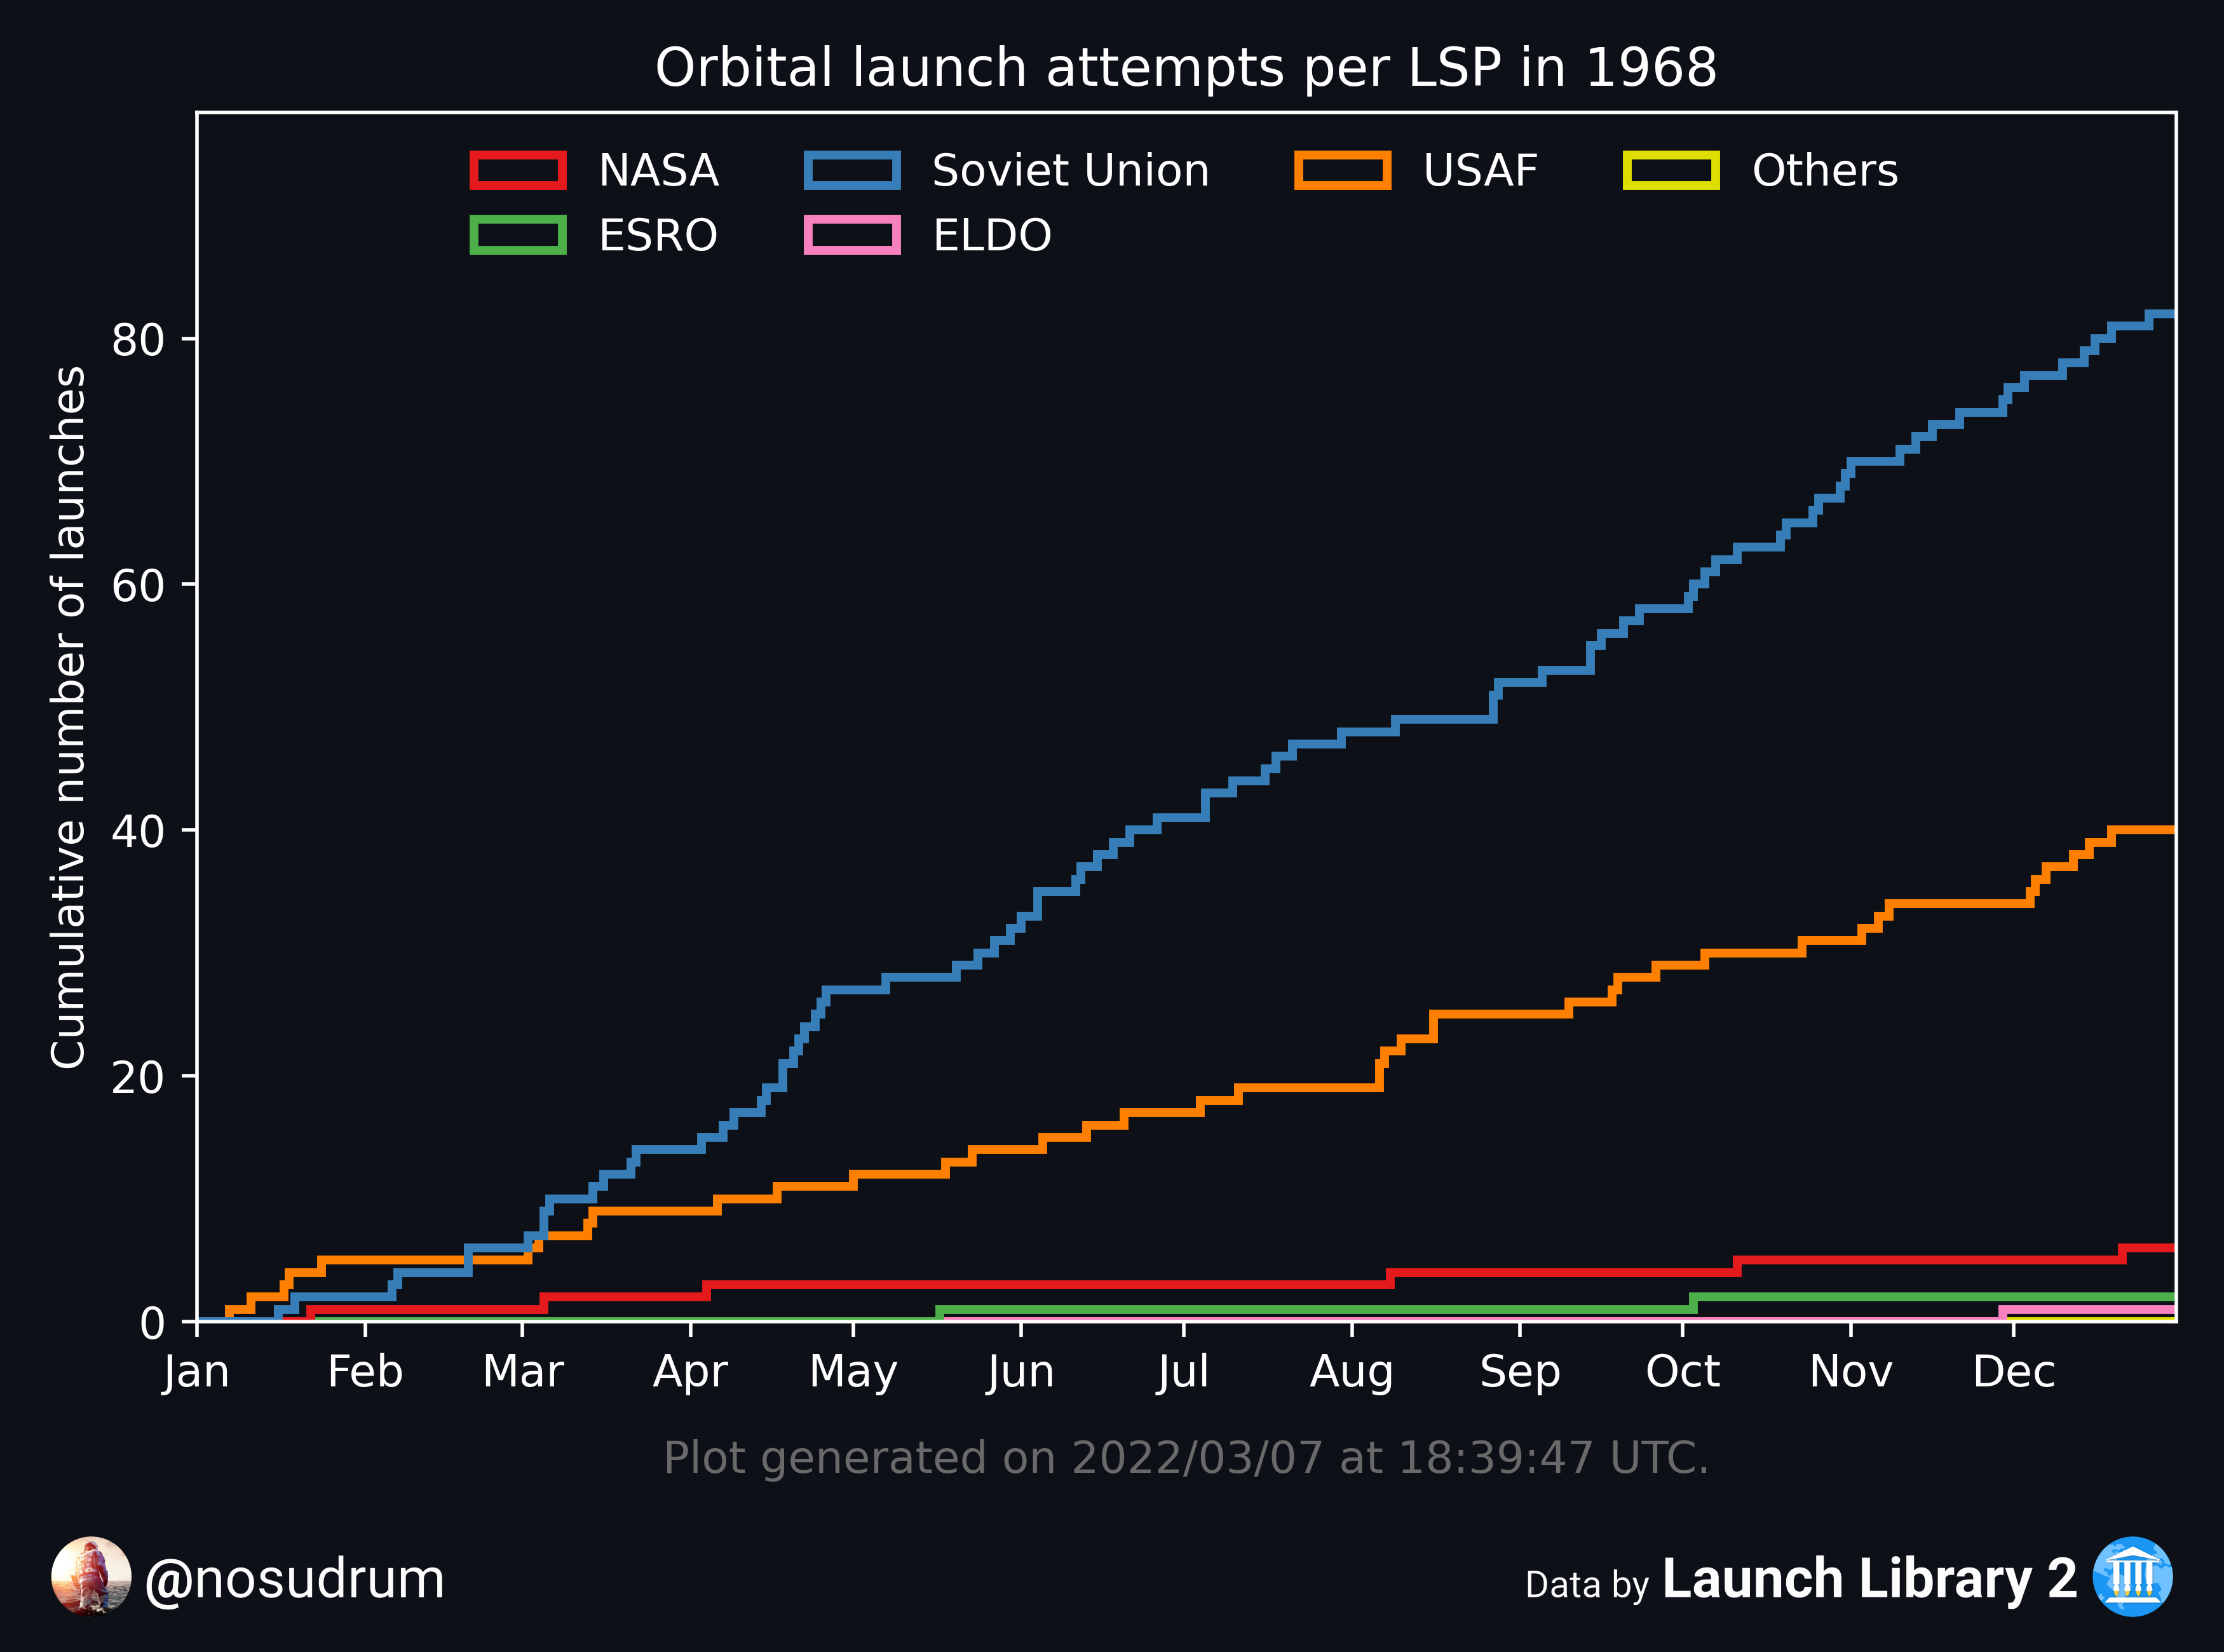 Orbital launch attempts per LSP in 1968
NASA Soviet Union USAF Others
ESRO ELDO
Cumulative number of launches
80
60
40
20
0
Jan Feb Mar Apr May Jun Jul Aug Sep Oct Nov Dec
Plot generated on 2022/03/07 at 18:39:47 UTC.
@nosudrum Data by Launch Library 2